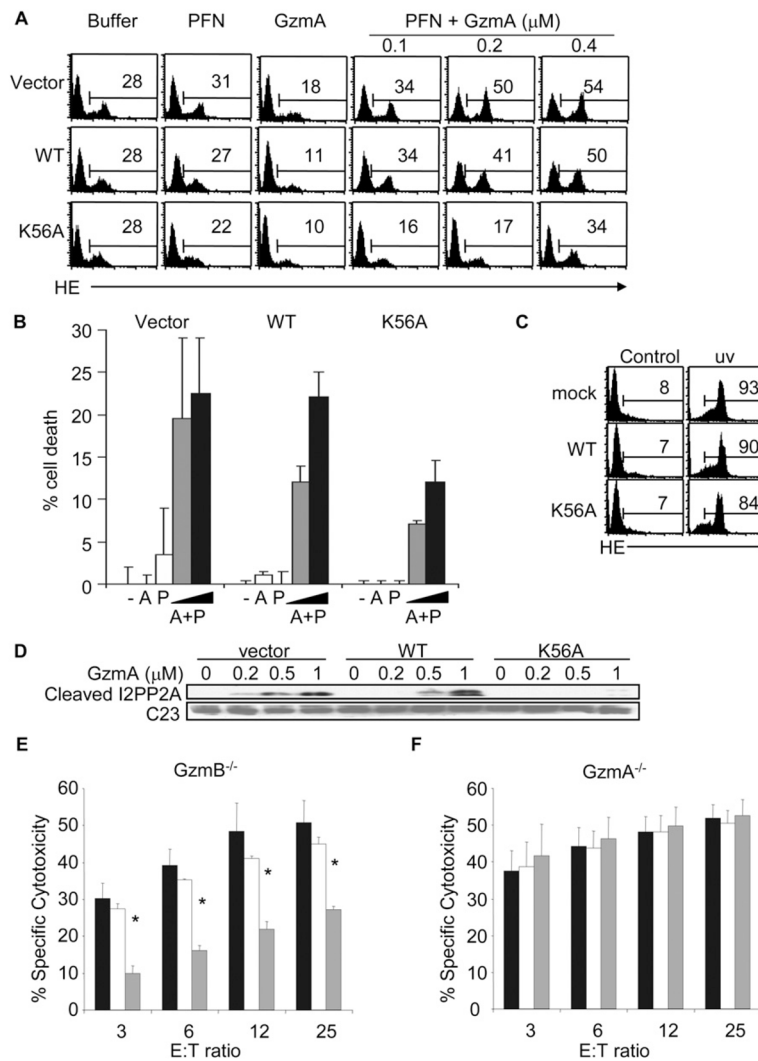 A
Buffer PFN GzmA PFN + GzmA (μM)
0.1 0.2 0.4
Vector 28 31 18 34 50 54
WT 28 27 11 34 41 50
K56A 28 22 10 16 17 34
HE
B
Vector WT K56A
% cell death
30
25
20
15
10
5
0
- A P - A P - A P
A+P A+P A+P
C
Control uv
mock 8 93
WT 7 90
K56A 7 84
HE
D
vector WT K56A
GzmA (μM) 0 0.2 0.5 1 0 0.2 0.5 1 0 0.2 0.5 1
Cleaved I2PP2A
C23
E
GzmB-/-
% Specific Cytotoxicity
60
50
40
30
20
10
0
* * * *
3 6 12 25
E:T ratio
F
GzmA-/-
% Specific Cytotoxicity
60
50
40
30
20
10
0
3 6 12 25
E:T ratio